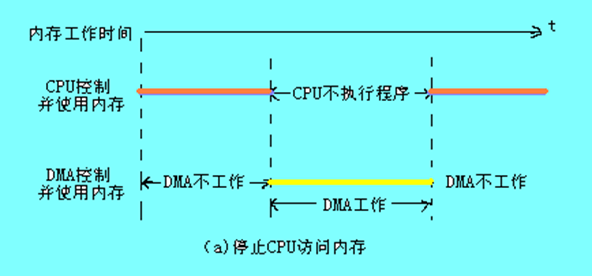 内存工作时间
t
CPU控制
并使用内存
CPU不执行程序
DMA控制
并使用内存
DMA不工作
DMA不工作
DMA工作
(a)停止CPU访问内存